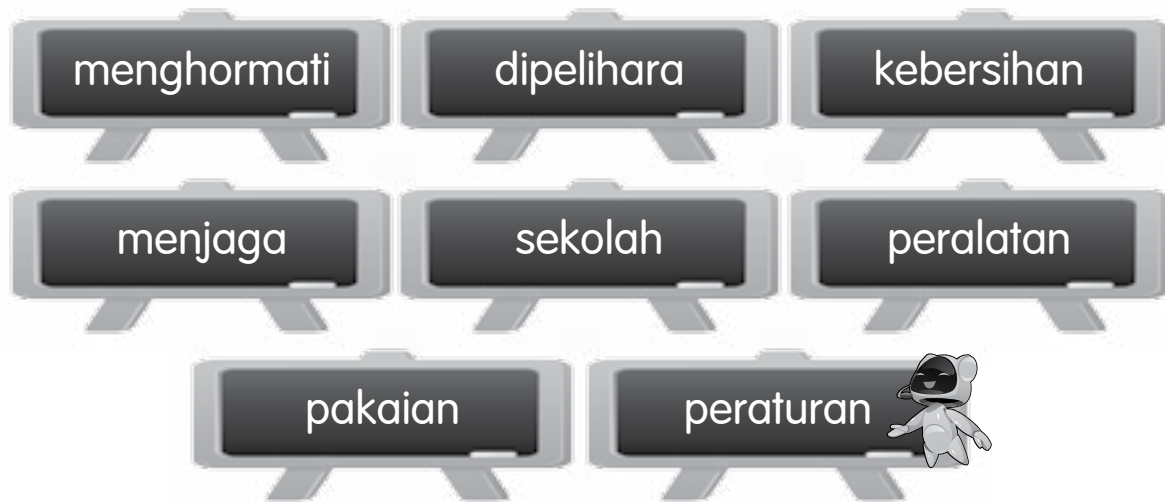 menghormati dipelihara kebersihan
menjaga sekolah peralatan
pakaian peraturan